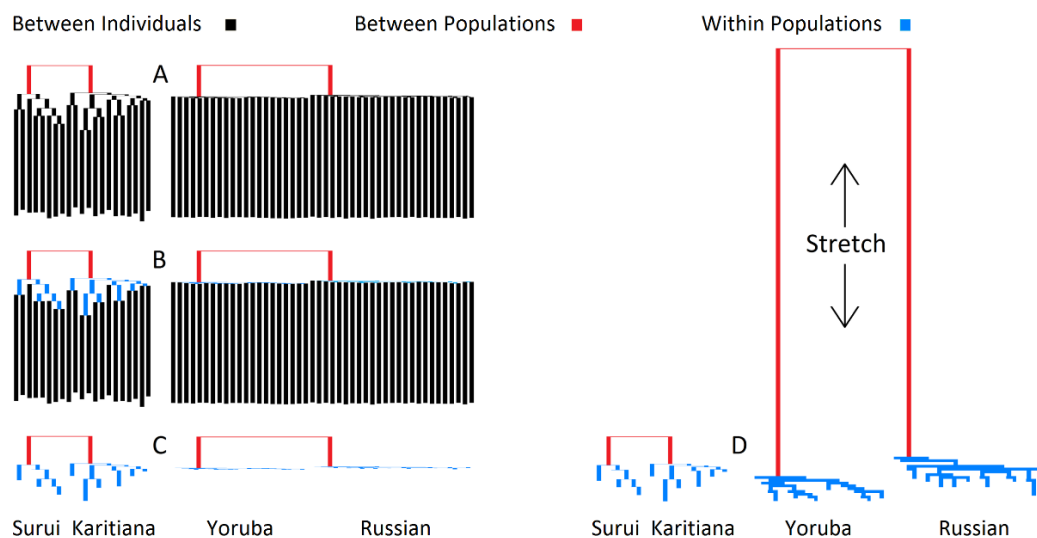 Between Individuals
Between Populations
Within Populations
A
B
Stretch
C
D
Surui Karitiana Yoruba Russian
Surui Karitiana Yoruba Russian